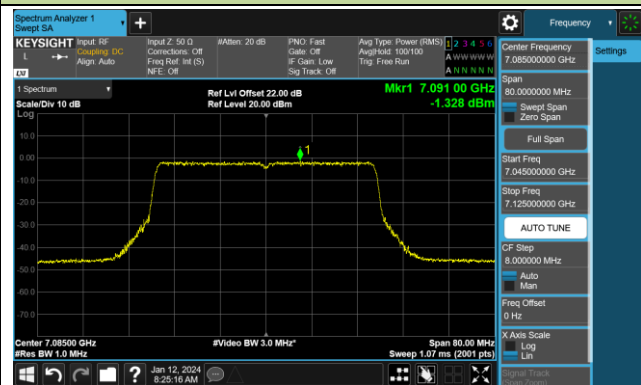 Spectrum Analyzer 1
Swept SA
Frequency
KEYSIGHT
Input: RF
Coupling: DC
Align: Auto
Input Z: 50 Ω
Corrections: Off
Freq Ref: Int (S)
NFE: Off
#Atten: 20 dB
PNO: Fast
Gate: Off
IF Gain: Low
Sig Track: Off
Avg Type: Power (RMS)
Avg|Hold: 100/100
Trig: Free Run
1 2 3 4 5 6
A W W W W W
A N N N N N
L
LXI
1 Spectrum
Scale/Div 10 dB
Log
Ref Lvl Offset 22.00 dB
Ref Level 20.00 dBm
Mkr1 7.091 00 GHz
-1.328 dBm
10.0
0.00
-10.0
-20.0
-30.0
-40.0
-50.0
-60.0
-70.0
1
Center 7.08500 GHz
#Res BW 1.0 MHz
#Video BW 3.0 MHz*
Span 80.00 MHz
Sweep 1.07 ms (2001 pts)
Jan 12, 2024
8:25:16 AM
Center Frequency
7.085000000 GHz
Span
80.0000000 MHz
Swept Span
Zero Span
Full Span
Start Freq
7.045000000 GHz
Stop Freq
7.125000000 GHz
AUTO TUNE
CF Step
8.000000 MHz
Auto
Man
Freq Offset
0 Hz
X Axis Scale
Log
Lin
Signal Track
(Span Zoom)
Settings